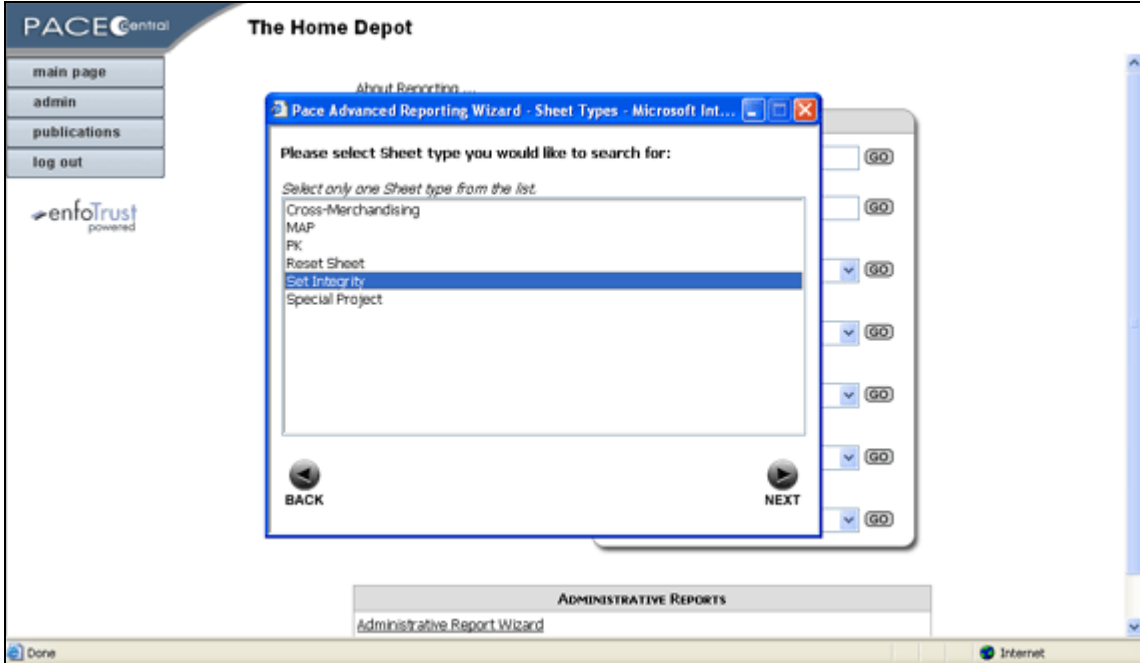 PACE Central
The Home Depot
main page
admin
publications
log out
enfoTrust
powered
About Reporting ...
Pace Advanced Reporting Wizard - Sheet Types - Microsoft Int...
Please select Sheet type you would like to search for:
Select only one Sheet type from the list.
Cross-Merchandising
MAP
PK
Reset Sheet
Set Integrity
Special Project
BACK
NEXT
GO
GO
GO
GO
GO
GO
GO
ADMINISTRATIVE REPORTS
Administrative Report Wizard
Done
Internet